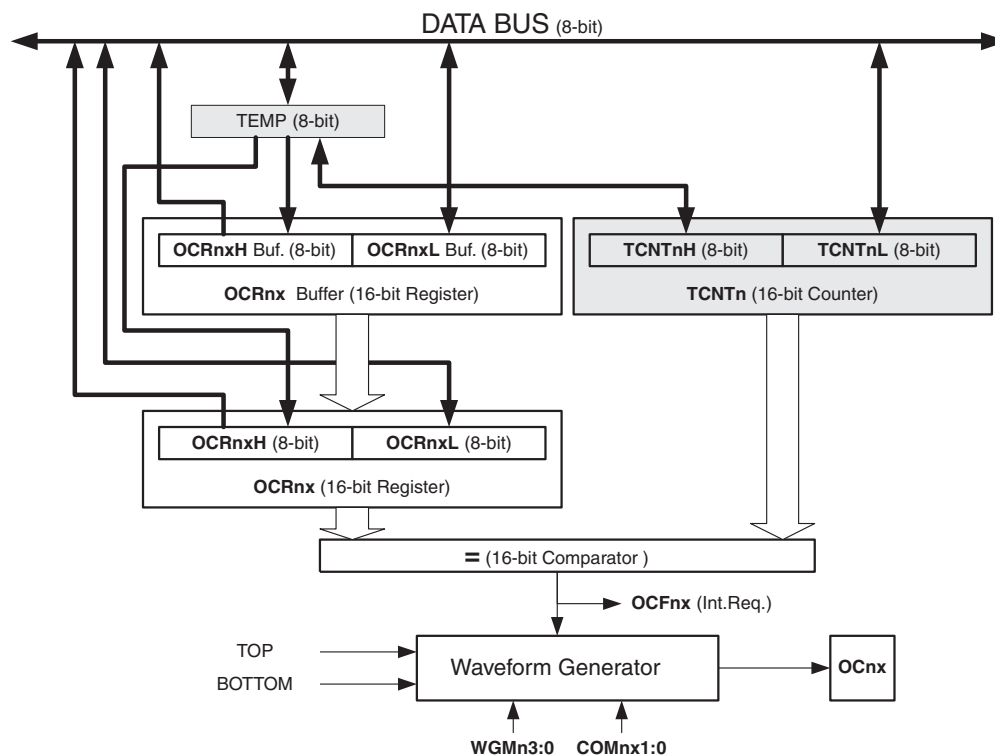 DATA BUS (8-bit)
TEMP (8-bit)
OCRnxH Buf. (8-bit) OCRnxL Buf. (8-bit)
TCNTnH (8-bit) TCNTnL (8-bit)
OCRnx Buffer (16-bit Register)
TCNTn (16-bit Counter)
OCRnxH (8-bit) OCRnxL (8-bit)
OCRnx (16-bit Register)
= (16-bit Comparator )
OCFnx (Int.Req.)
TOP
BOTTOM
Waveform Generator
OCnx
WGMn3:0 COMnx1:0